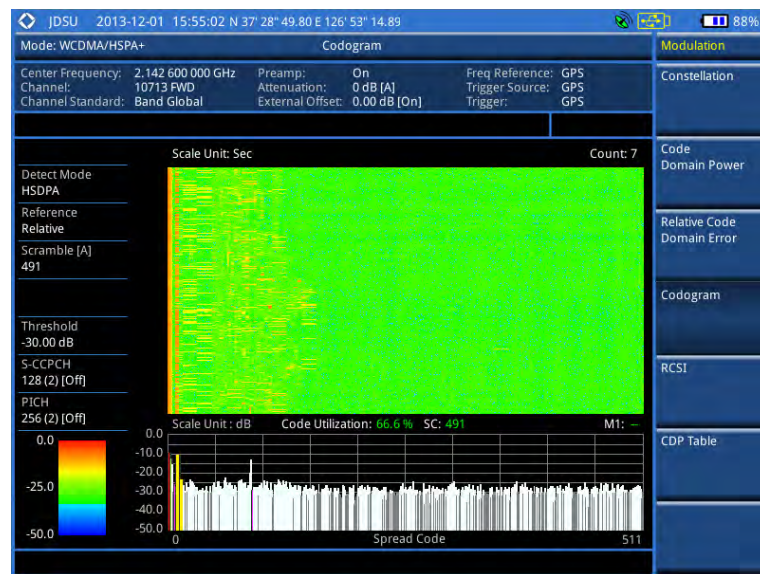 JDSU 2013-12-01 15:55:02 N 37' 28" 49.80 E 126' 53" 14.89 88%
Mode: WCDMA/HSPA+ Codogram
Modulation
Center Frequency: 2.142 600 000 GHz Preamp: On Freq Reference: GPS
Channel: 10713 FWD Attenuation: 0 dB [A] Trigger Source: GPS
Channel Standard: Band Global External Offset: 0.00 dB [On] Trigger: GPS
Constellation
Scale Unit: Sec Count: 7
Code
Domain Power
Detect Mode
HSDPA
Reference
Relative
Relative Code
Domain Error
Scramble [A]
491
Codogram
Threshold
-30.00 dB
S-CCPCH
128 (2) [Off]
RCSI
PICH
256 (2) [Off]
Scale Unit : dB Code Utilization: 66.6 % SC: 491 M1: --
CDP Table
0.0
-25.0
-50.0
0.0
-10.0
-20.0
-30.0
-40.0
-50.0
0 Spread Code 511